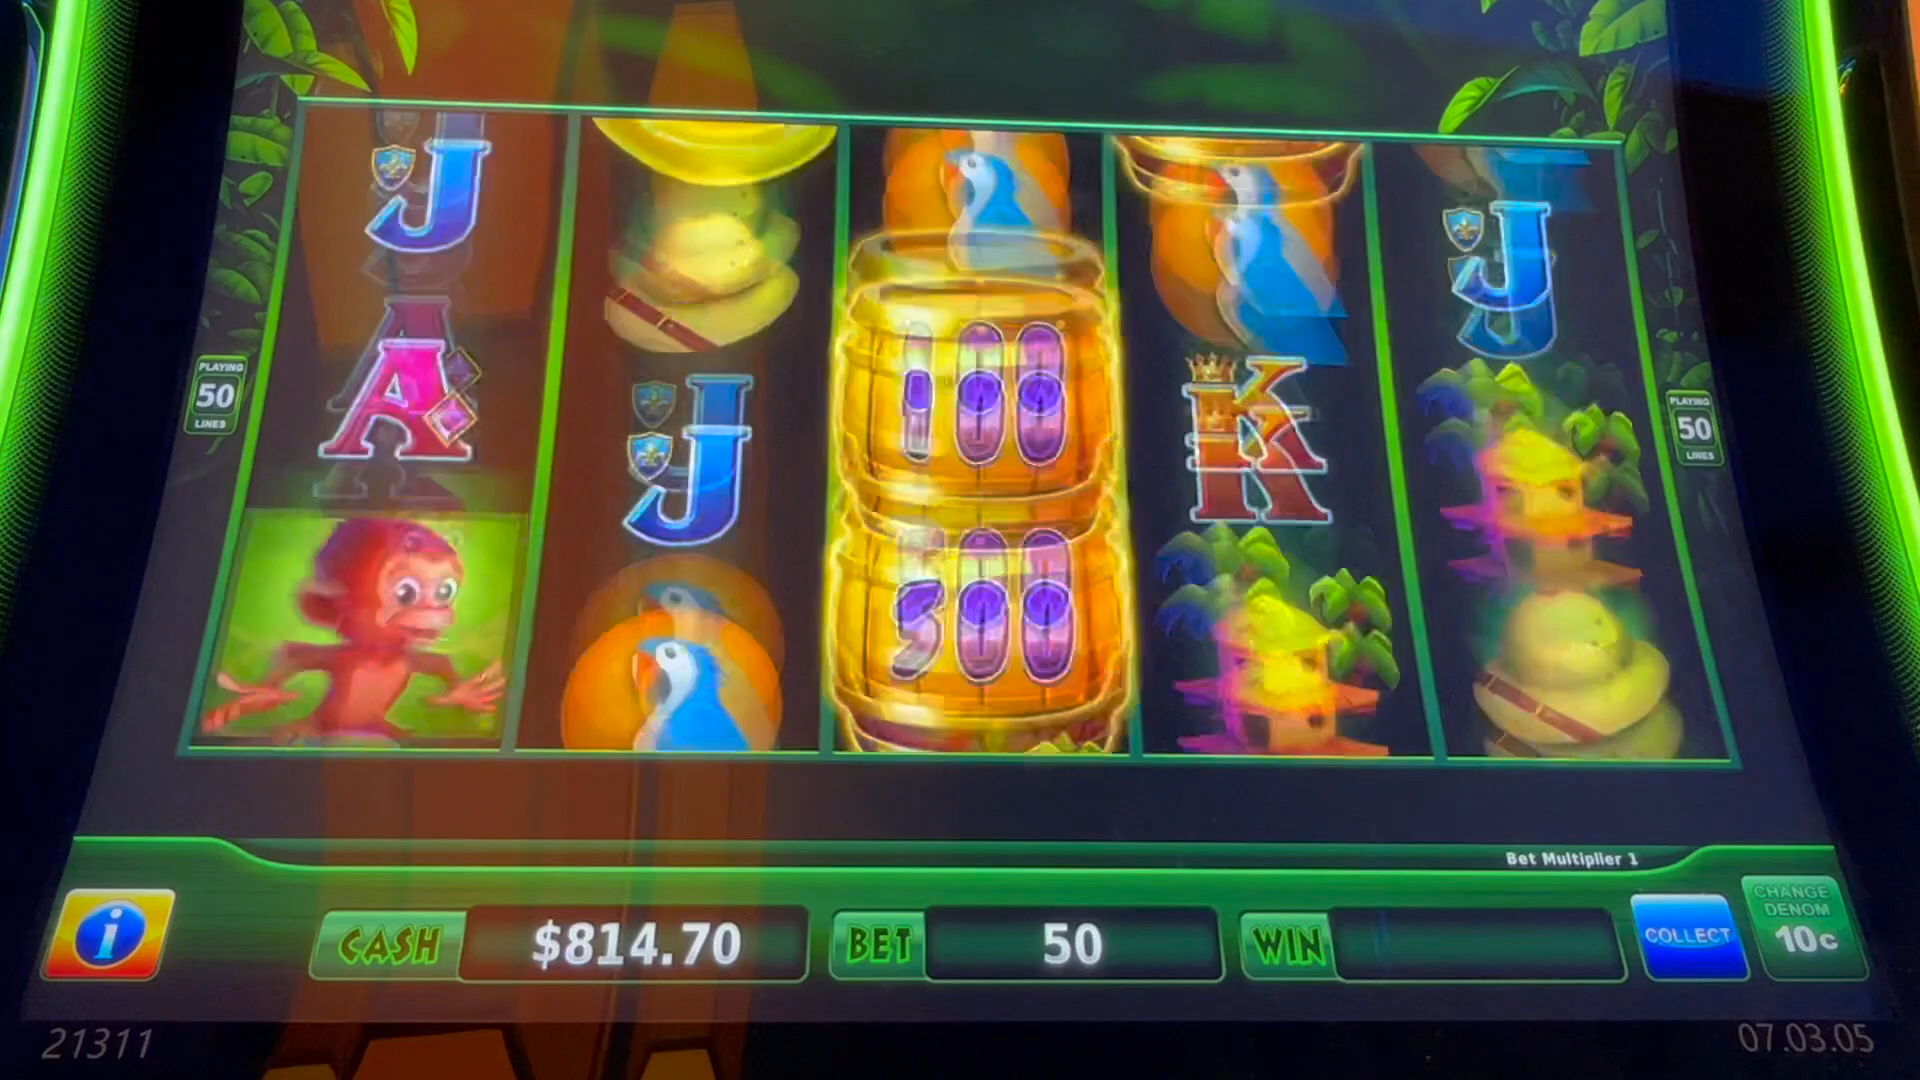 J
J
A
100
K
J
500
PLAYING
50
LINES
PLAYING
50
LINES
Bet Multiplier 1
i
CASH $814.70
BET 50
WIN
COLLECT
CHANGE
DENOM
10¢
21311
07.03.05